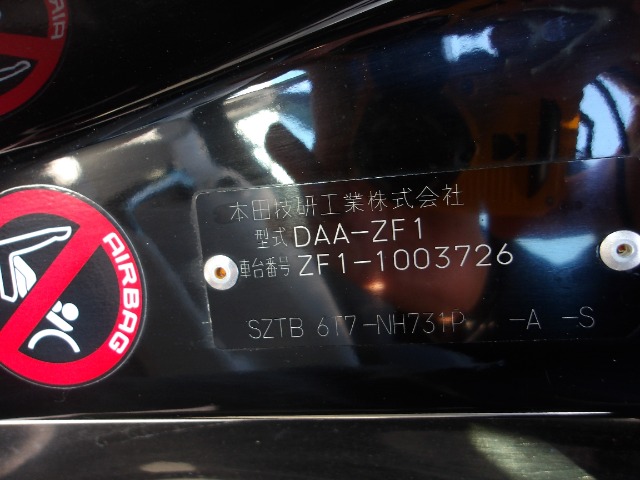 AIRBAG
本田技研工業株式会社
型式 DAA-ZF1
車台番号 ZF1-1003726
SZTB 6T7-NH731P -A -S
AIRBAG